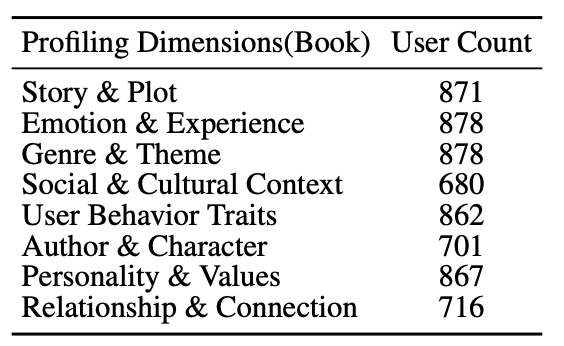 Profiling Dimensions(Book) User Count
Story & Plot 871
Emotion & Experience 878
Genre & Theme 878
Social & Cultural Context 680
User Behavior Traits 862
Author & Character 701
Personality & Values 867
Relationship & Connection 716